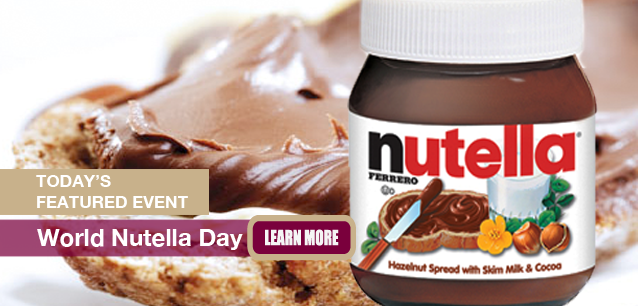 TODAY'S
FEATURED EVENT
World Nutella Day
LEARN MORE
nutella
FERRERO
Hazelnut Spread with Skim Milk & Cocoa